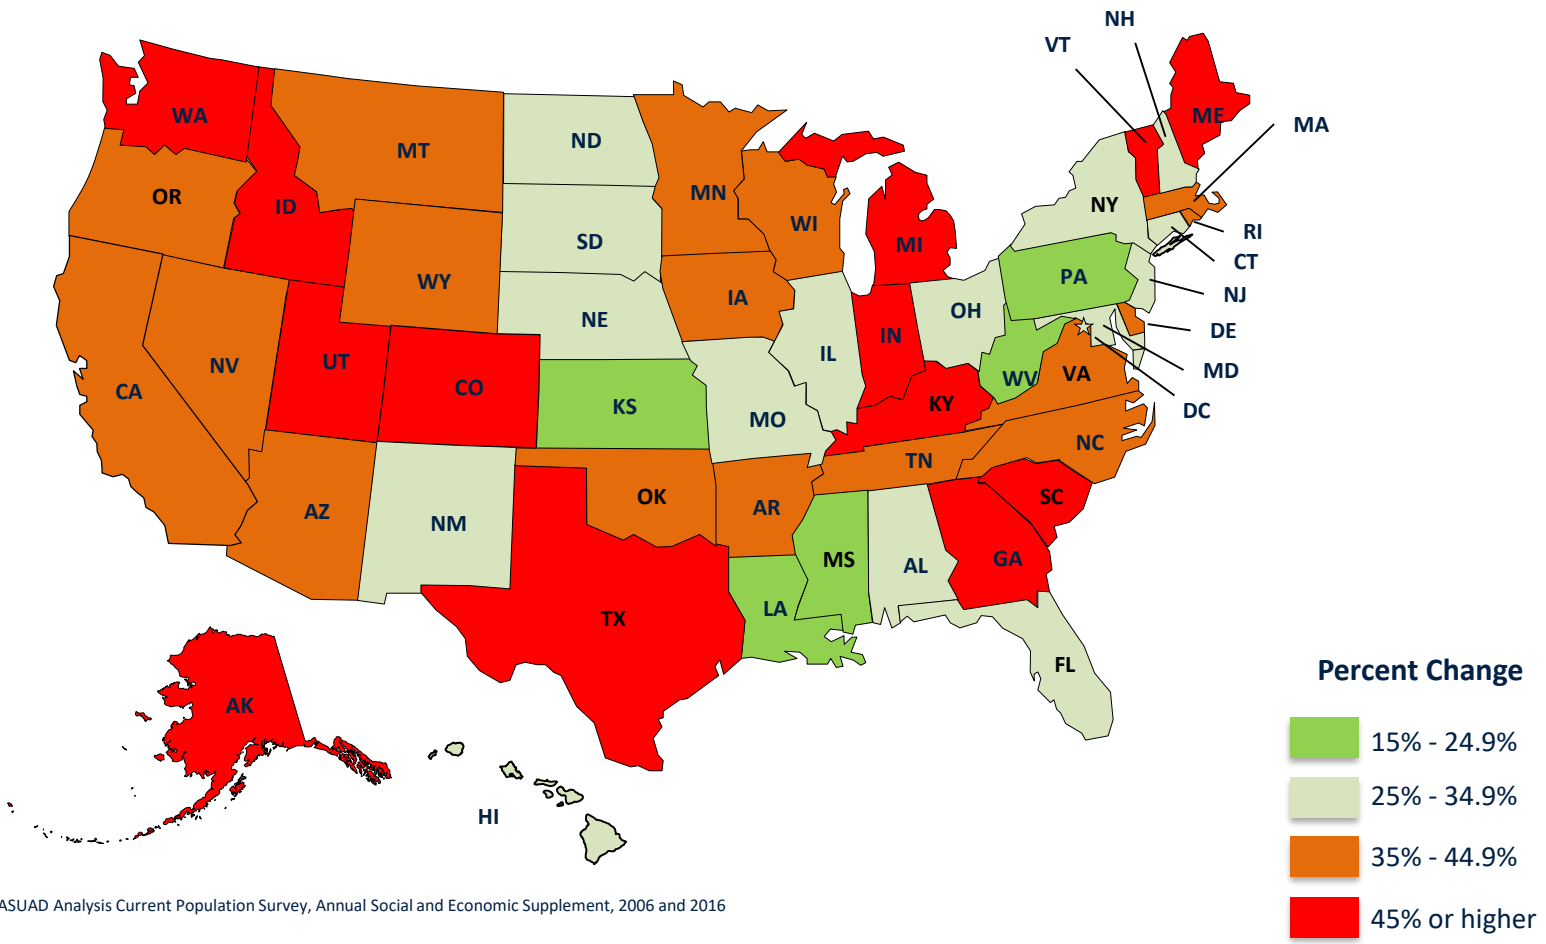 NH
VT
ME
MA
WA
MT
ND
MN
OR
ID
SD
WI
MI
NY
RI
CT
WY
IA
PA
NJ
NE
OH
DE
NV
UT
CO
IL
IN
WV
VA
MD
CA
KS
MO
KY
DC
NC
TN
AZ
NM
OK
AR
SC
MS
AL
GA
LA
TX
FL
AK
HI
Percent Change
15% - 24.9%
25% - 34.9%
35% - 44.9%
45% or higher
ASUAD Analysis Current Population Survey, Annual Social and Economic Supplement, 2006 and 2016